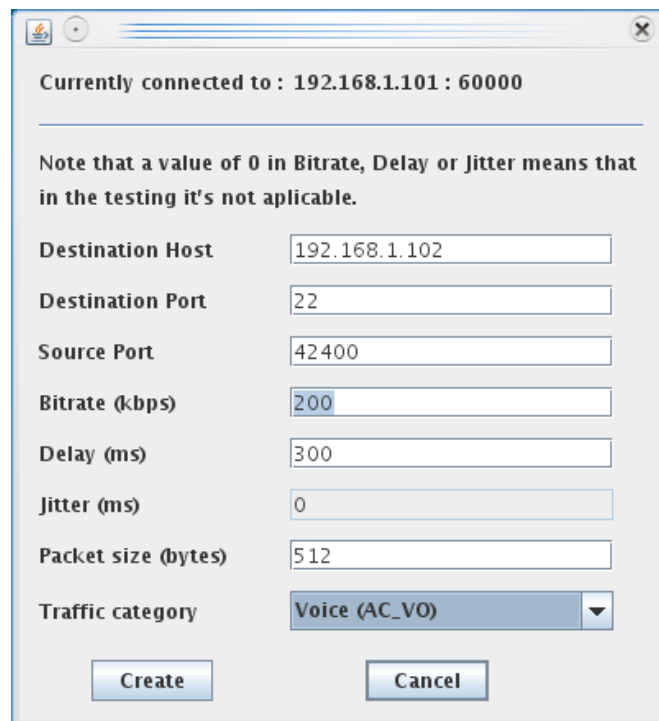 Currently connected to : 192.168.1.101 : 60000
Note that a value of 0 in Bitrate, Delay or Jitter means that
in the testing it's not aplicable.
Destination Host 192.168.1.102
Destination Port 22
Source Port 42400
Bitrate (kbps) 200
Delay (ms) 300
Jitter (ms) 0
Packet size (bytes) 512
Traffic category Voice (AC_VO)
Create Cancel